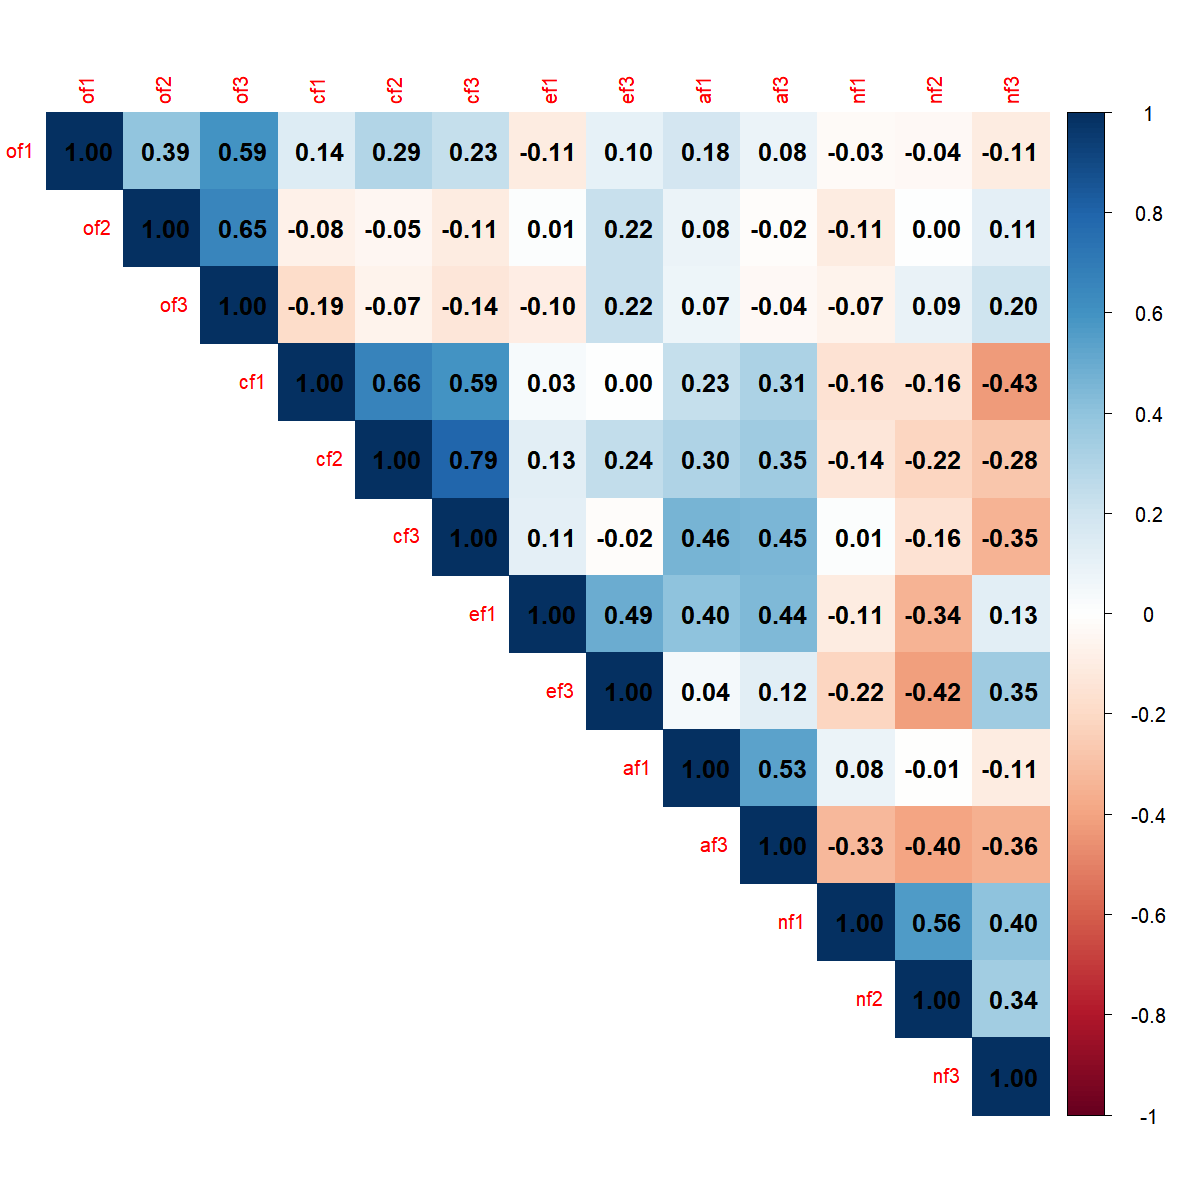 of1 of2 of3 cf1 cf2 cf3 ef1 ef3 af1 af3 nf1 nf2 nf3
of1 1.00 0.39 0.59 0.14 0.29 0.23 -0.11 0.10 0.18 0.08 -0.03 -0.04 -0.11
of2 1.00 0.65 -0.08 -0.05 -0.11 0.01 0.22 0.08 -0.02 -0.11 0.00 0.11
of3 1.00 -0.19 -0.07 -0.14 -0.10 0.22 0.07 -0.04 -0.07 0.09 0.20
cf1 1.00 0.66 0.59 0.03 0.00 0.23 0.31 -0.16 -0.16 -0.43
cf2 1.00 0.79 0.13 0.24 0.30 0.35 -0.14 -0.22 -0.28
cf3 1.00 0.11 -0.02 0.46 0.45 0.01 -0.16 -0.35
ef1 1.00 0.49 0.40 0.44 -0.11 -0.34 0.13
ef3 1.00 0.04 0.12 -0.22 -0.42 0.35
af1 1.00 0.53 0.08 -0.01 -0.11
af3 1.00 -0.33 -0.40 -0.36
nf1 1.00 0.56 0.40
nf2 1.00 0.34
nf3 1.00
1
0.8
0.6
0.4
0.2
0
-0.2
-0.4
-0.6
-0.8
-1